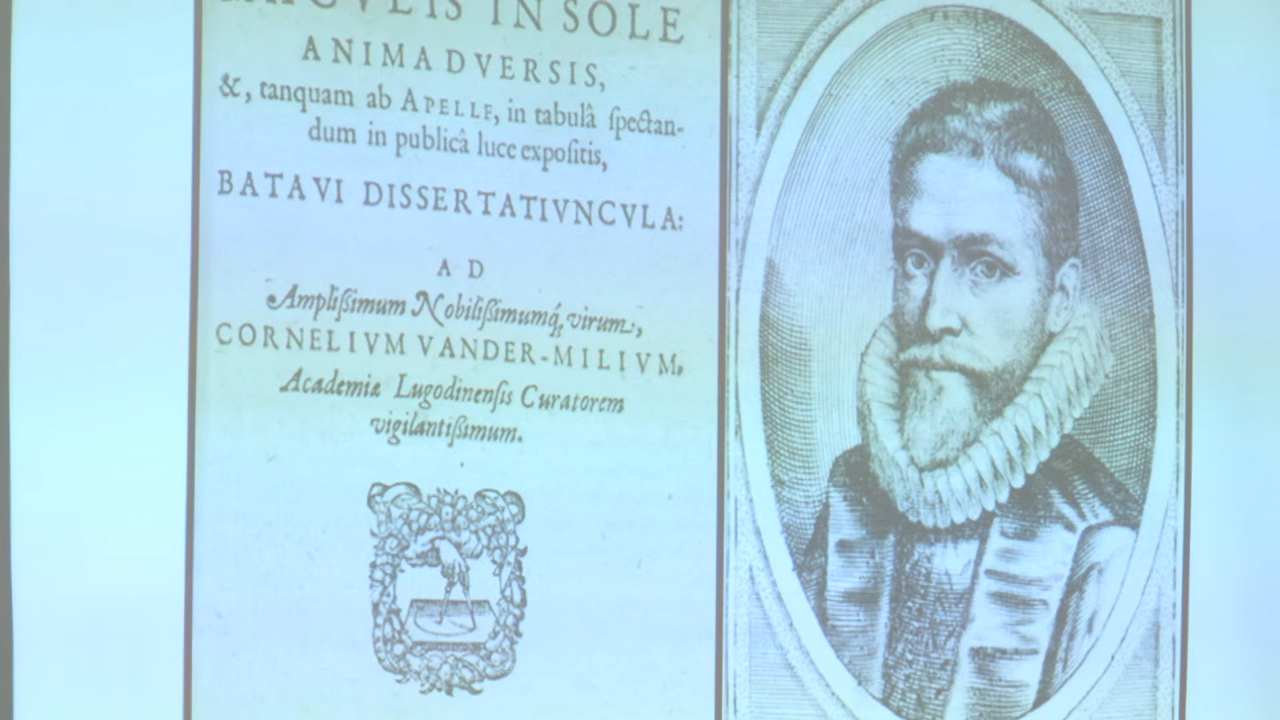 MACVLIS IN SOLE
ANIMADVERSIS,
&, tanquam ab APELLE, in tabulâ ſpectan-
dum in publicâ luce expoſitis,
BATAVI DISSERTATIVNCVLA:
AD
Ampliſſimum Nobiliſſimumq́; virum,
CORNELIVM VANDER-MILIVM,
Academiæ Lugodinenſis Curatorem
vigilantiſſimum.